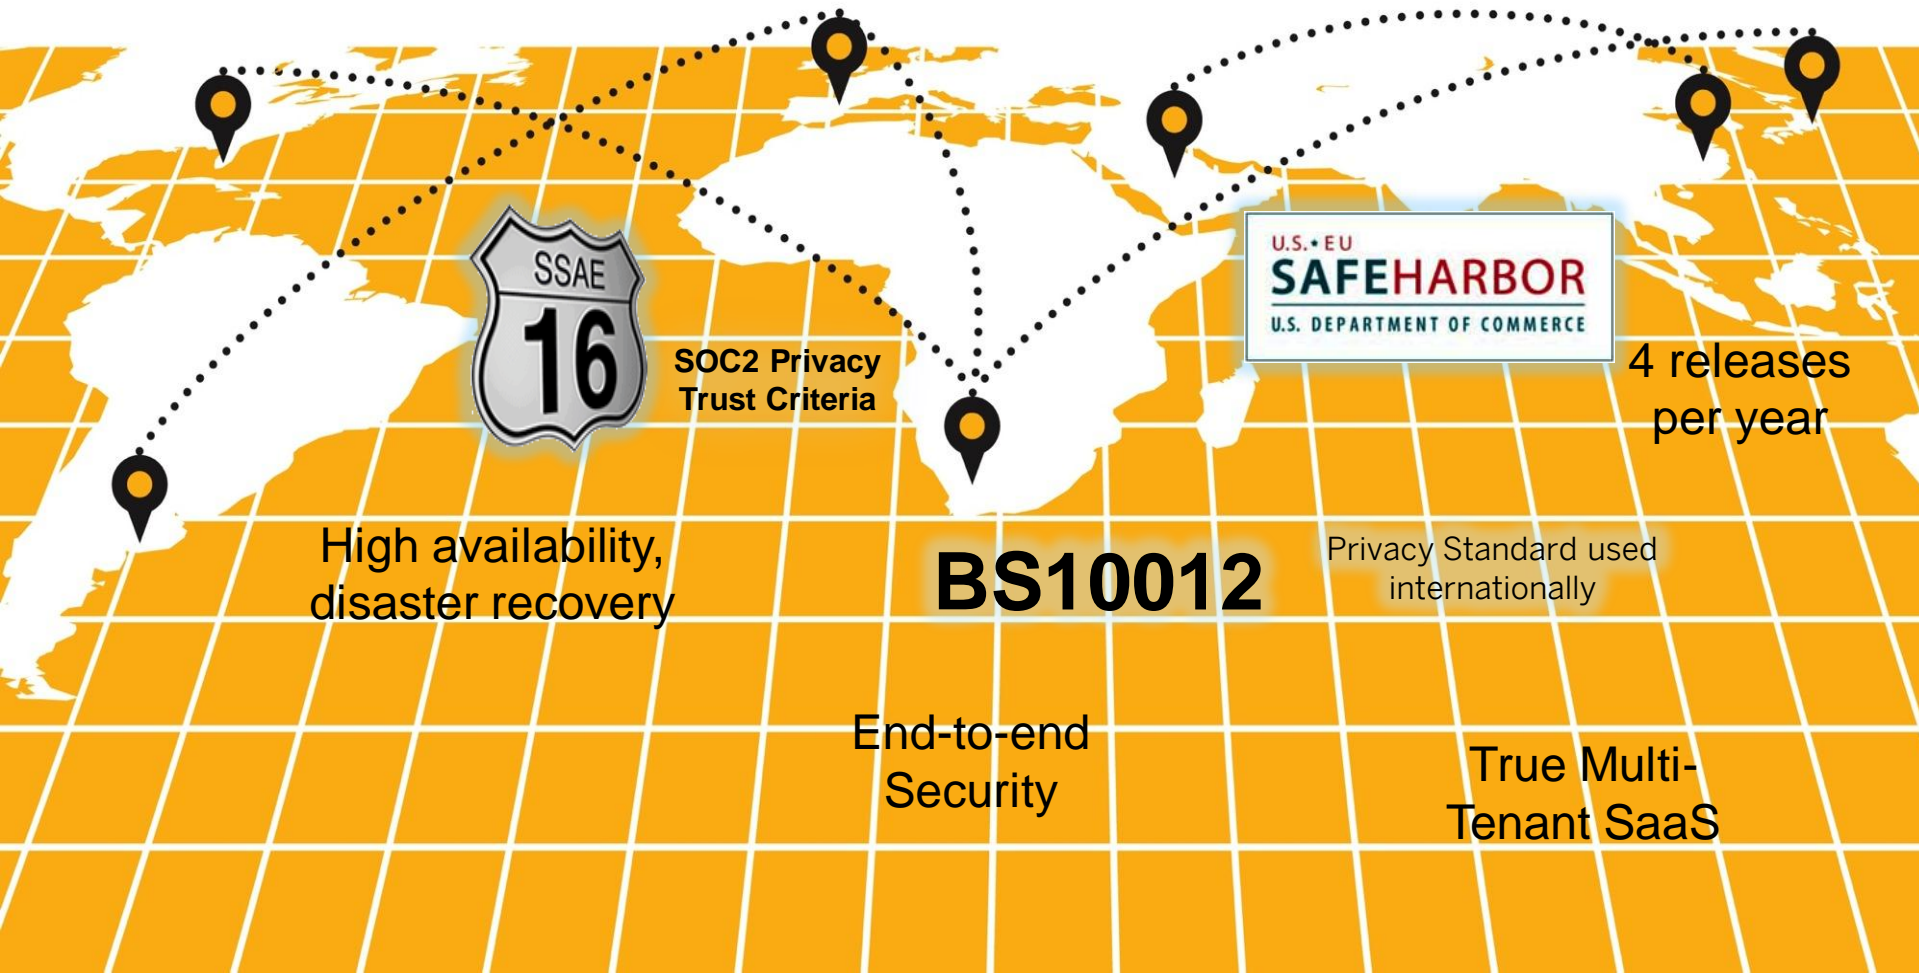 SSAE
16
SOC2 Privacy
Trust Criteria
U.S.★EU
SAFEHARBOR
U.S. DEPARTMENT OF COMMERCE
4 releases
per year
High availability,
disaster recovery
BS10012
Privacy Standard used
internationally
End-to-end
Security
True Multi-
Tenant SaaS